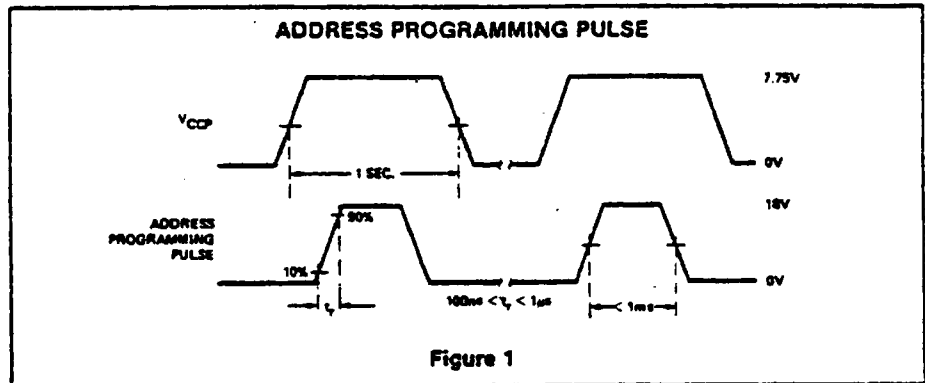 ADDRESS PROGRAMMING PULSE
7.75V
VCCP
0V
1 SEC.
18V
ADDRESS
PROGRAMMING
PULSE
90%
10%
0V
tr
100ns < tr < 1µs
< 1ms
Figure 1